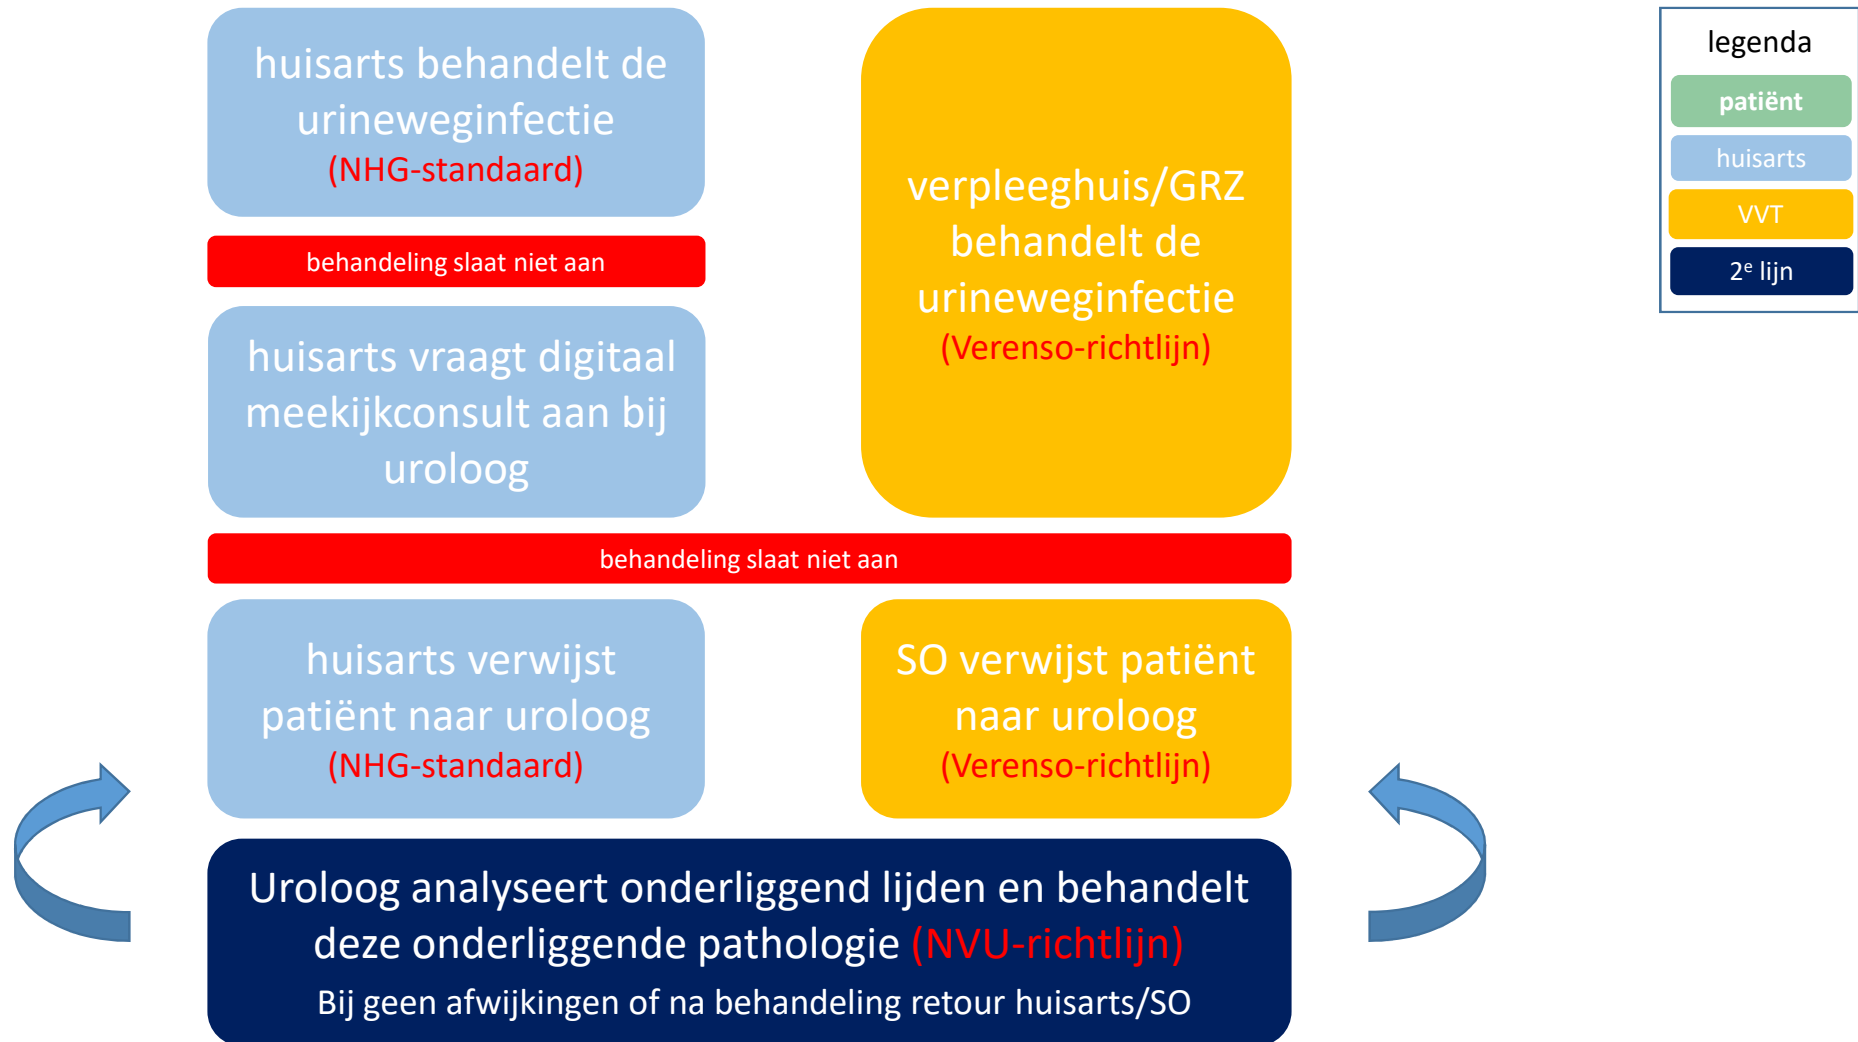 huisarts behandelt de
urineweginfectie
(NHG-standaard)
behandeling slaat niet aan
huisarts vraagt digitaal
meekijkconsult aan bij
uroloog
verpleeghuis/GRZ
behandelt de
urineweginfectie
(Verenso-richtlijn)
behandeling slaat niet aan
huisarts verwijst
patiënt naar uroloog
(NHG-standaard)
SO verwijst patiënt
naar uroloog
(Verenso-richtlijn)
Uroloog analyseert onderliggend lijden en behandelt
deze onderliggende pathologie (NVU-richtlijn)
Bij geen afwijkingen of na behandeling retour huisarts/SO
legenda
patiënt
huisarts
VVT
2e lijn